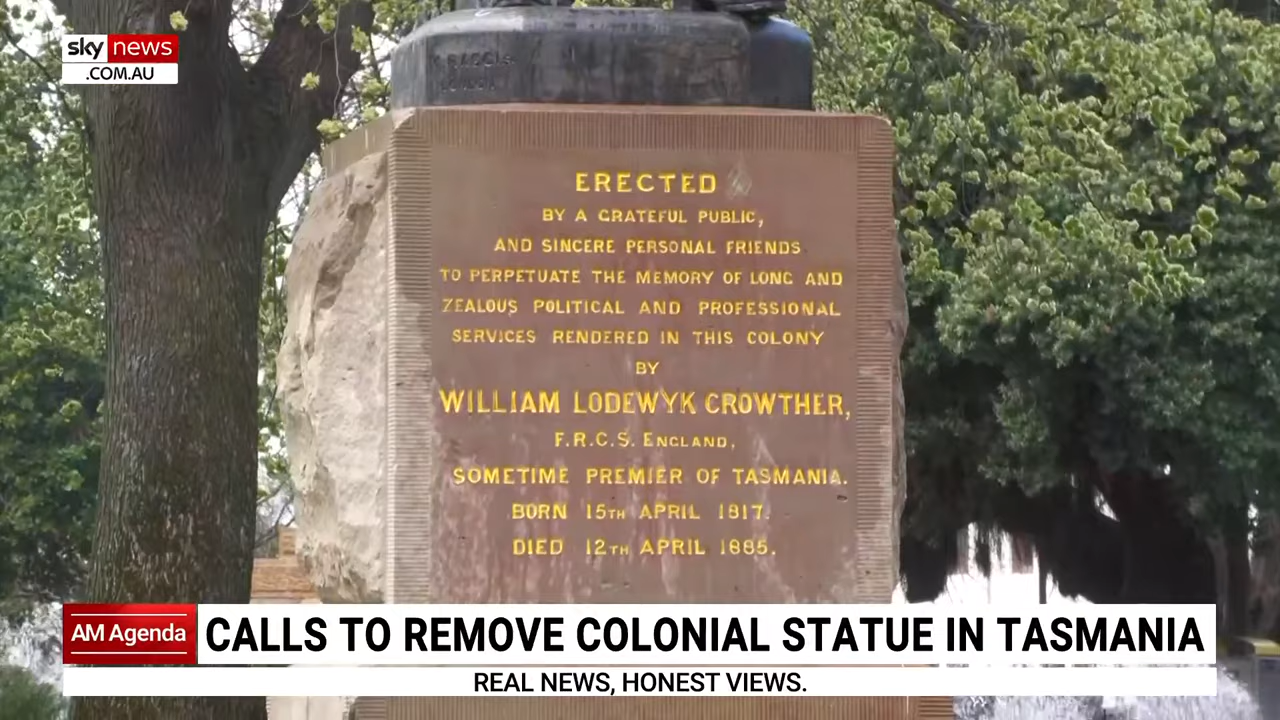 sky news
.COM.AU
ERECTED
BY A GRATEFUL PUBLIC,
AND SINCERE PERSONAL FRIENDS
TO PERPETUATE THE MEMORY OF LONG AND
ZEALOUS POLITICAL AND PROFESSIONAL
SERVICES RENDERED IN THIS COLONY
BY
WILLIAM LODEWYK CROWTHER,
F.R.C.S. ENGLAND,
SOMETIME PREMIER OF TASMANIA.
BORN 15TH APRIL 1817.
DIED 12TH APRIL 1885.
AM Agenda
CALLS TO REMOVE COLONIAL STATUE IN TASMANIA
REAL NEWS, HONEST VIEWS.